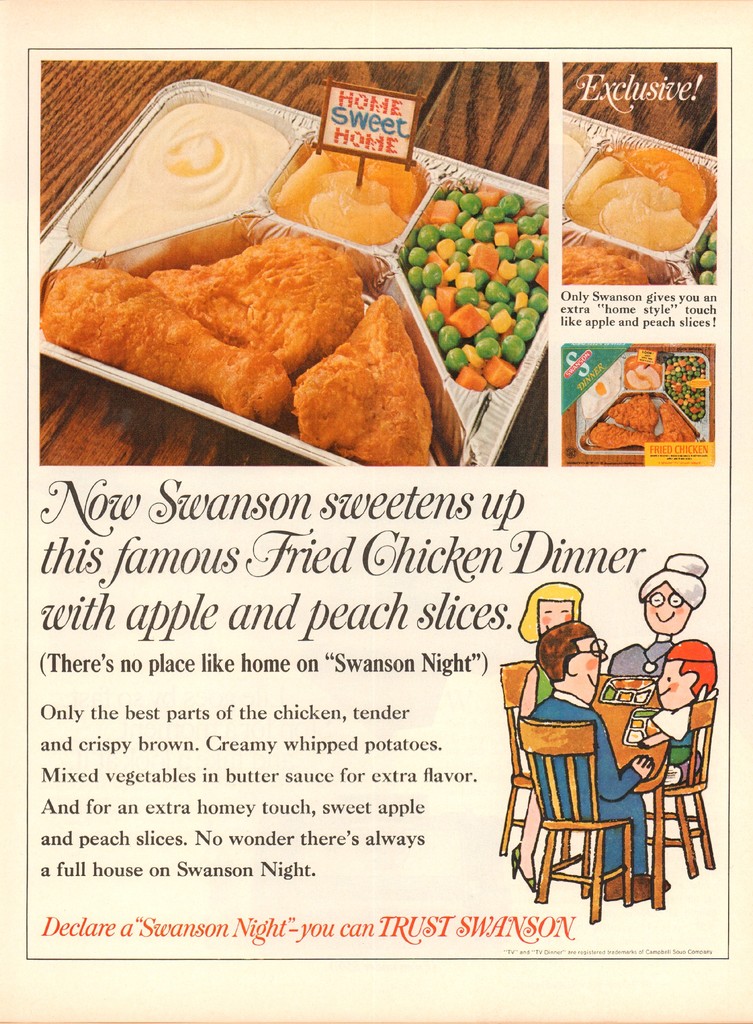 HOME
SWEET
HOME
Exclusive!
Only Swanson gives you an
extra "home style" touch
like apple and peach slices!
SWANSON
DINNER
FRIED CHICKEN
Now Swanson sweetens up
this famous Fried Chicken Dinner
with apple and peach slices.
(There's no place like home on "Swanson Night")
Only the best parts of the chicken, tender
and crispy brown. Creamy whipped potatoes.
Mixed vegetables in butter sauce for extra flavor.
And for an extra homey touch, sweet apple
and peach slices. No wonder there's always
a full house on Swanson Night.
Declare a "Swanson Night"-you can TRUST SWANSON
"TV" and "TV Dinner" are registered trademarks of Campbell Soup Company